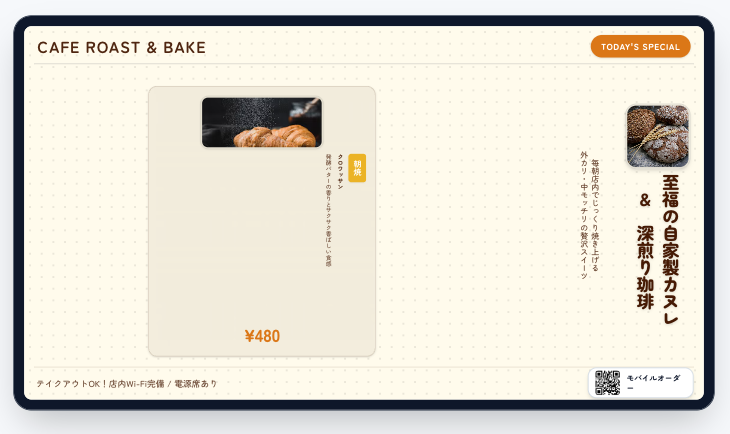 CAFE ROAST & BAKE
TODAY'S SPECIAL
至福の自家製カヌレ
& 深煎り珈琲
毎朝店内でじっくり焼き上げる
外カリ・中モッチリの贅沢スイーツ
朝焼
クロワッサン
発酵バターの香りとサクサク香ばしい食感
¥480
テイクアウトOK！店内Wi-Fi完備 / 電源席あり
モバイルオーダ
ー